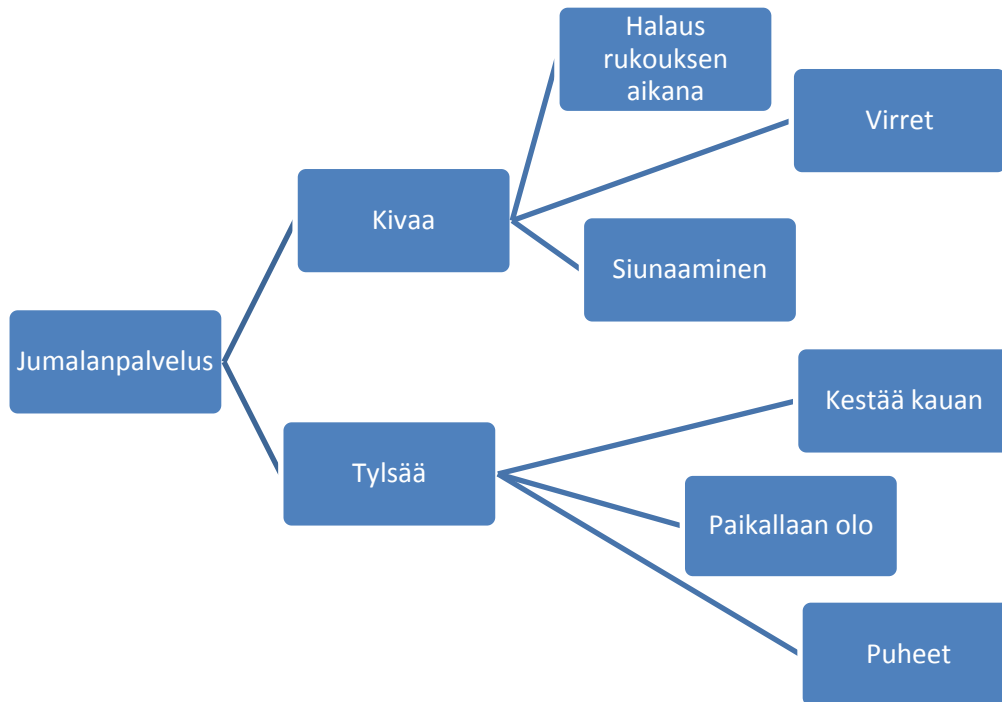 Halaus
rukouksen
aikana
Virret
Kivaa
Siunaaminen
Jumalanpalvelus
Kestää kauan
Tylsää
Paikallaan olo
Puheet